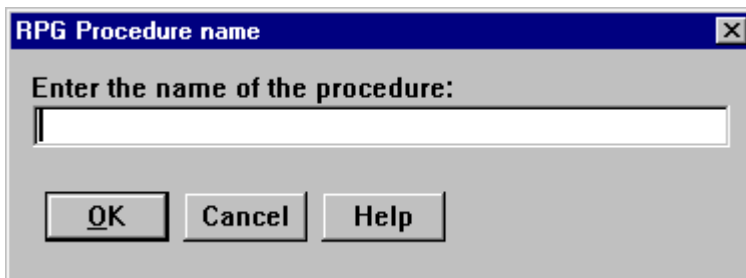 RPG Procedure name
Enter the name of the procedure:
OK Cancel Help